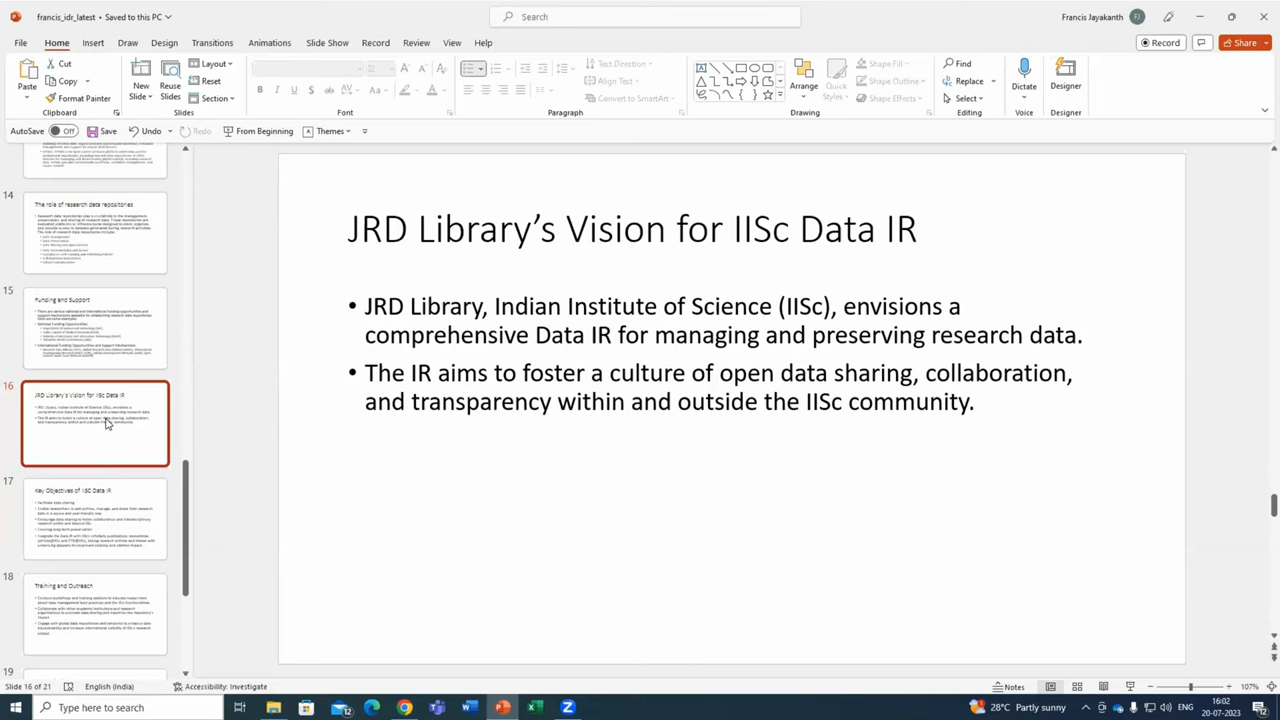 francis_idr_latest • Saved to this PC
Search
Francis Jayakanth
FJ
File Home Insert Draw Design Transitions Animations Slide Show Record Review View Help
Record
Share
Paste
Cut
Copy
Format Painter
Clipboard
New Slide
Reuse Slides
Layout
Reset
Section
Slides
Font
Text Direction
Align Text
Convert to SmartArt
Paragraph
Arrange
Quick Styles
Shape Fill
Shape Outline
Shape Effects
Drawing
Find
Replace
Select
Editing
Dictate
Voice
Designer
Designer
AutoSave Off Save Undo Redo From Beginning Themes
14
The role of research data repositories
15
Funding and Support
16
JRD Library's Vision for IISc Data IR
17
Key Objectives of IISC Data IR
18
Training and Outreach
19
JRD Library's Vision for IISc Data IR
• JRD Library, Indian Institute of Science (IISc), envisions a
comprehensive Data IR for managing and preserving research data.
• The IR aims to foster a culture of open data sharing, collaboration,
and transparency within and outside the IISc community.
Slide 16 of 21 English (India) Accessibility: Investigate
Notes
107%
Type here to search
28°C Partly sunny
ENG
16:02
20-07-2023